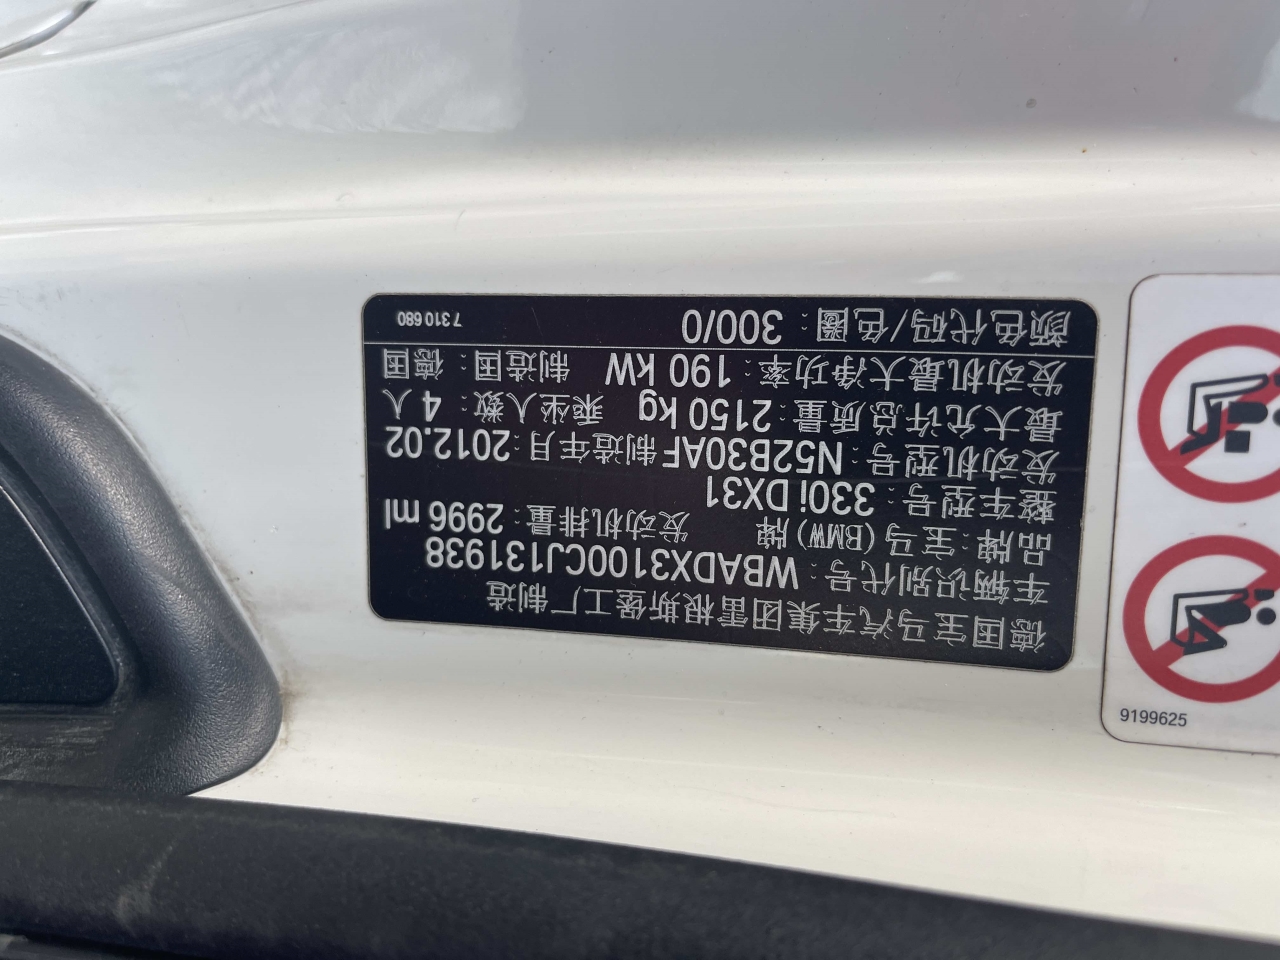 德国宝马汽车集团雷根斯堡工厂制造
车辆识别代号: WBADX3100CJ131938
品牌: 宝马(BMW)牌 发动机排量: 2996 ml
整车型号: 330i DX31
发动机型号: N52B30AF 制造年月: 2012.02
最大允许总质量: 2150 kg 乘坐人数: 4 人
发动机最大净功率: 190 kW 制造国: 德国
颜色代码/色圈: 300/0 7 310 680
9199625